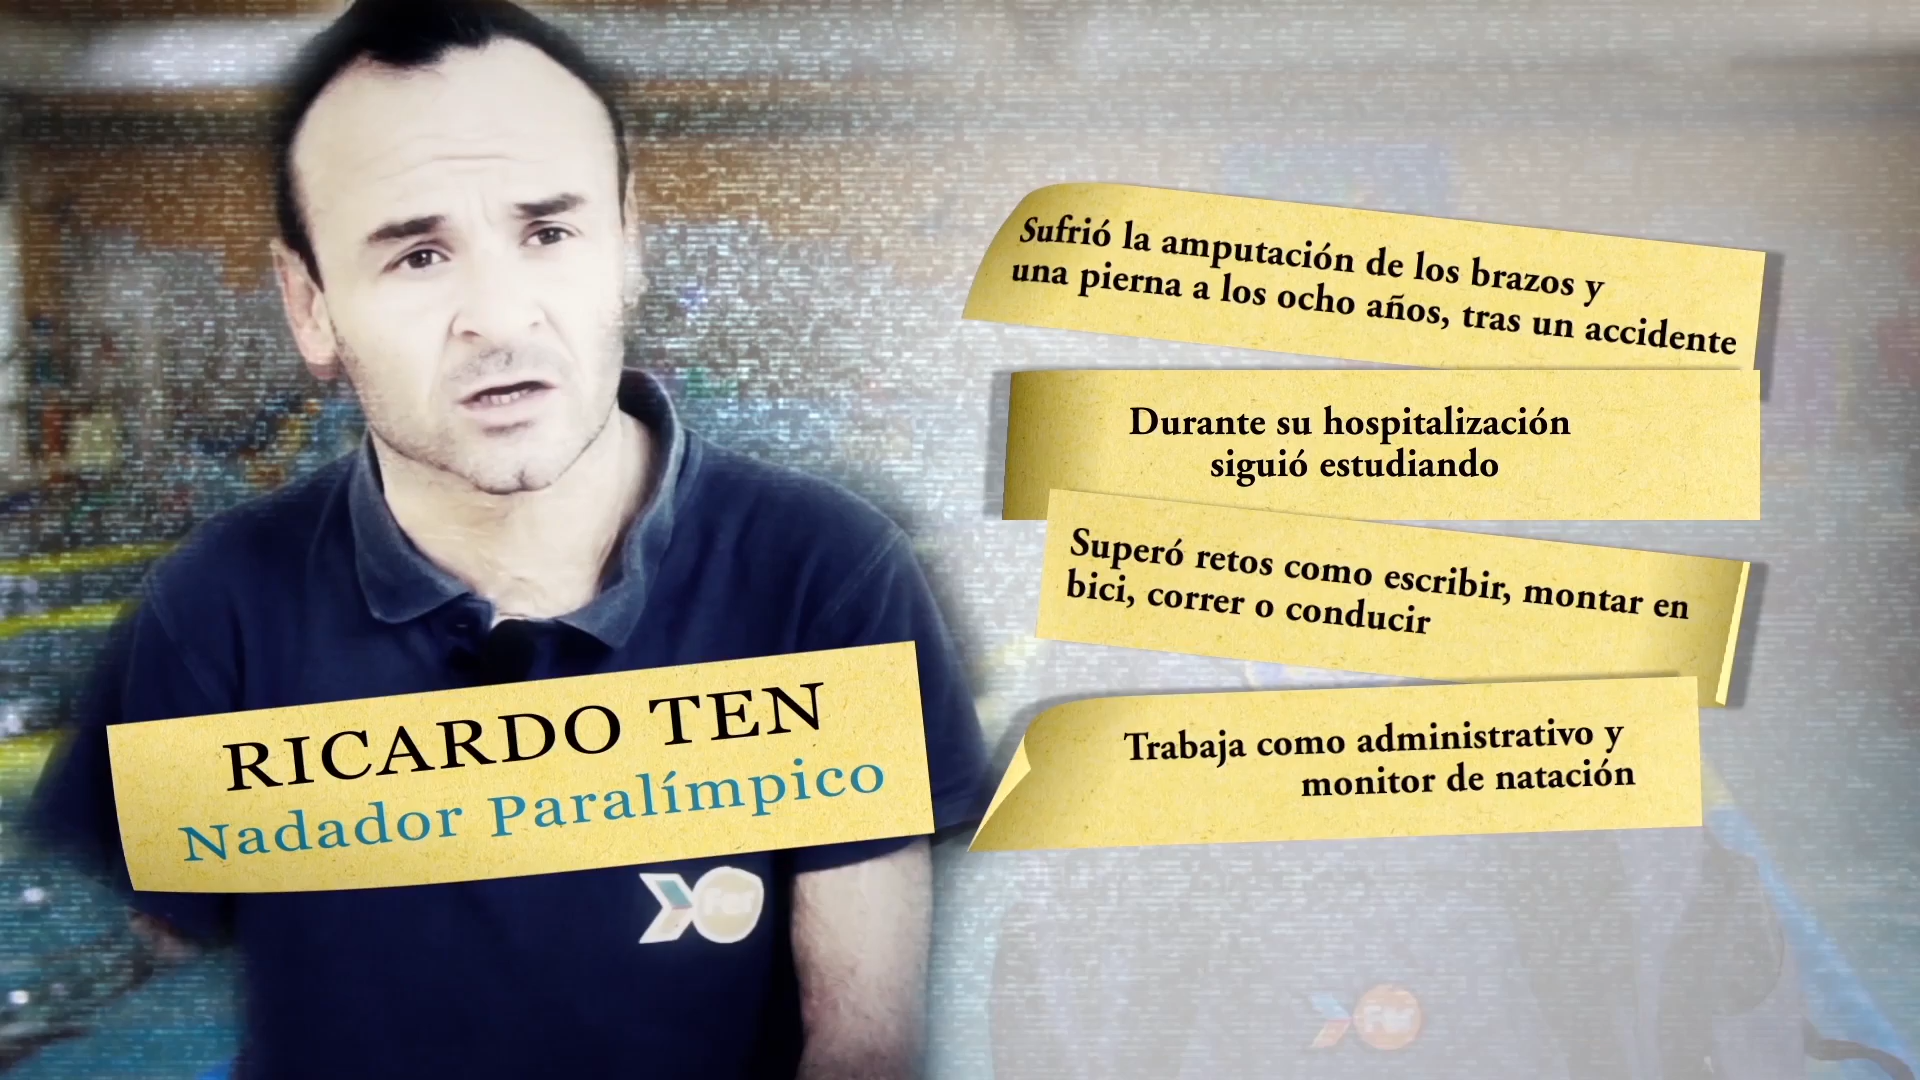 RICARDO TEN
Nadador Paralímpico
Sufrió la amputación de los brazos y
una pierna a los ocho años, tras un accidente
Durante su hospitalización
siguió estudiando
Superó retos como escribir, montar en
bici, correr o conducir
Trabaja como administrativo y
monitor de natación